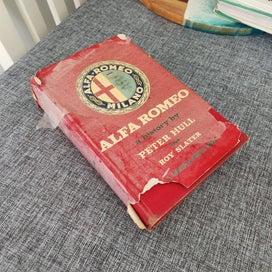 ALFA-ROMEO
MILANO
ALFA ROMEO
a history by
PETER HULL
ROY SLATER